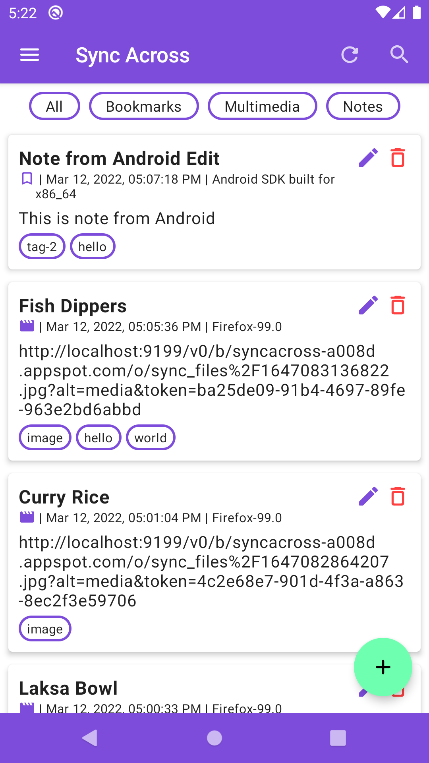 5:22
Sync Across
All Bookmarks Multimedia Notes
Note from Android Edit
| Mar 12, 2022, 05:07:18 PM | Android SDK built for
x86_64
This is note from Android
tag-2 hello
Fish Dippers
| Mar 12, 2022, 05:05:36 PM | Firefox-99.0
http://localhost:9199/v0/b/syncacross-a008d
.appspot.com/o/sync_files%2F1647083136822
.jpg?alt=media&token=ba25de09-91b4-4697-89fe
-963e2bd6abbd
image hello world
Curry Rice
| Mar 12, 2022, 05:01:04 PM | Firefox-99.0
http://localhost:9199/v0/b/syncacross-a008d
.appspot.com/o/sync_files%2F1647082864207
.jpg?alt=media&token=4c2e68e7-901d-4f3a-a863
-8ec2f3e59706
image
Laksa Bowl
| Mar 12, 2022, 05:00:33 PM | Firefox-99.0